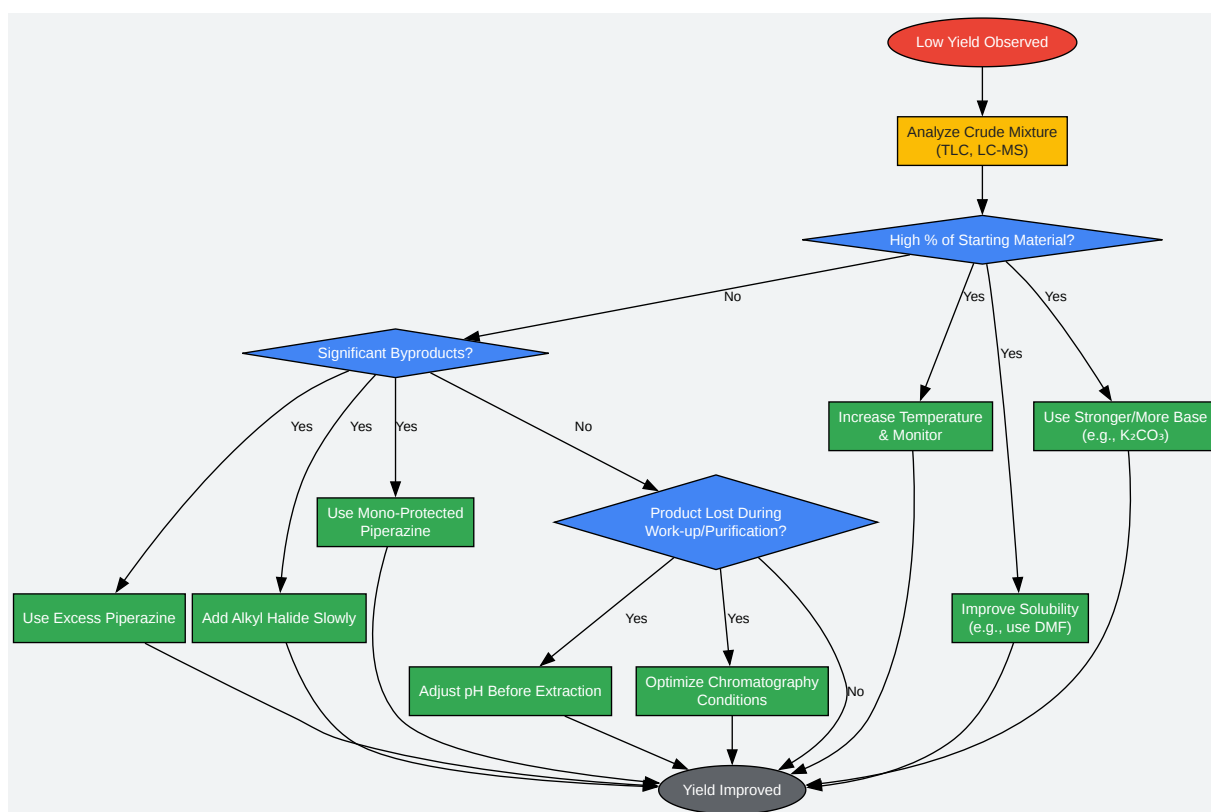 Low Yield Observed
Analyze Crude Mixture
(TLC, LC-MS)
High % of Starting Material?
No
Yes
Yes
Yes
Significant Byproducts?
Increase Temperature
& Monitor
Use Stronger/More Base
(e.g., K₂CO₃)
Yes
Yes
Yes
No
Use Mono-Protected
Piperazine
Product Lost During
Work-up/Purification?
Use Excess Piperazine
Add Alkyl Halide Slowly
Improve Solubility
(e.g., use DMF)
Yes
Yes
No
Adjust pH Before Extraction
Optimize Chromatography
Conditions
Yield Improved